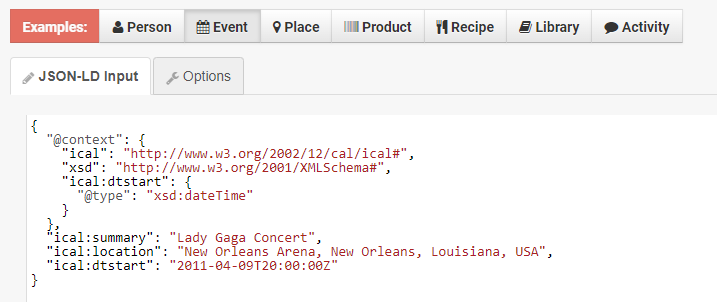 Examples: Person Event Place Product Recipe Library Activity
JSON-LD Input Options
{
  "@context": {
    "ical": "http://www.w3.org/2002/12/cal/ical#",
    "xsd": "http://www.w3.org/2001/XMLSchema#",
    "ical:dtstart": {
      "@type": "xsd:dateTime"
    }
  },
  "ical:summary": "Lady Gaga Concert",
  "ical:location": "New Orleans Arena, New Orleans, Louisiana, USA",
  "ical:dtstart": "2011-04-09T20:00:00Z"
}